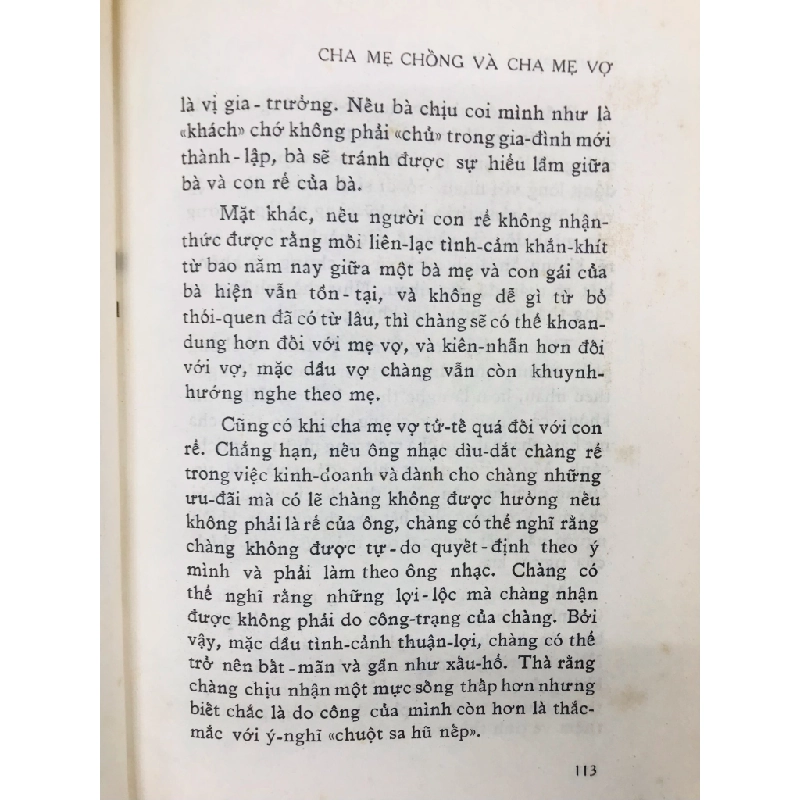 CHA MẸ CHỒNG VÀ CHA MẸ VỢ
là vị gia-trưởng. Nếu bà chịu coi mình như là
«khách» chớ không phải «chủ» trong gia-đình mới
thành-lập, bà sẽ tránh được sự hiểu lầm giữa
bà và con rể của bà.
Mặt khác, nếu người con rể không nhận-
thức được rằng mối liên-lạc tình-cảm khắn-khít
từ bao năm nay giữa một bà mẹ và con gái của
bà hiện vẫn tồn-tại, và không dễ gì từ bỏ
thói-quen đã có từ lâu, thì chàng sẽ có thể khoan-
dung hơn đối với mẹ vợ, và kiên-nhẫn hơn đối
với vợ, mặc dầu vợ chàng vẫn còn khuynh-
hướng nghe theo mẹ.
Cũng có khi cha mẹ vợ tử-tế quá đối với con
rể. Chẳng hạn, nếu ông nhạc dìu-dắt chàng rể
trong việc kinh-doanh và dành cho chàng những
ưu-đãi mà có lẽ chàng không được hưởng nếu
không phải là rể của ông, chàng có thể nghĩ rằng
chàng không được tự-do quyết-định theo ý
mình và phải làm theo ông nhạc. Chàng có
thể nghĩ rằng những lợi-lộc mà chàng nhận
được không phải do công-trạng của chàng. Bởi
vậy, mặc dầu tình-cảnh thuận-lợi, chàng có thể
trở nên bất-mãn và gần như xấu-hổ. Thà rằng
chàng chịu nhận một mực sống thấp hơn nhưng
biết chắc là do công của mình còn hơn là thắc-
mắc với ý-nghĩ «chuột sa hũ nếp».
113